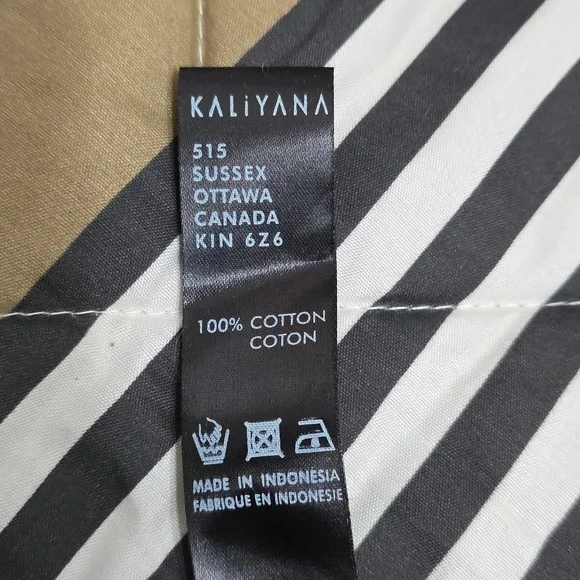 KALiYANA
515
SUSSEX
OTTAWA
CANADA
KIN 6Z6
100% COTTON
COTON
MADE IN INDONESIA
FABRIQUE EN INDONESIE